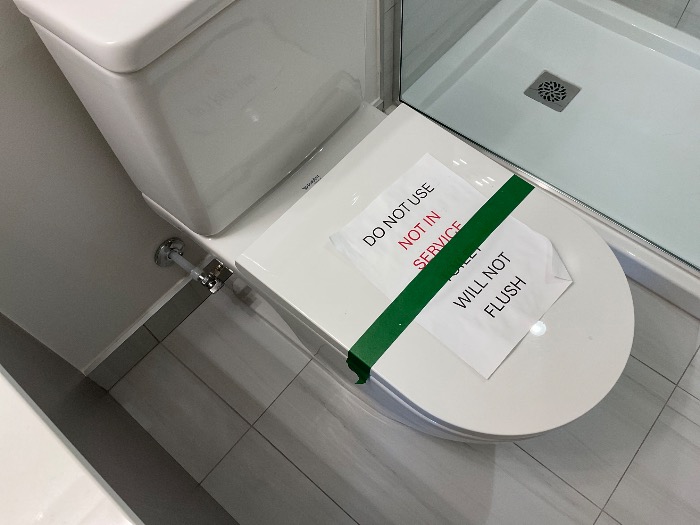 DO NOT USE
NOT IN
SERVICE
WILL NOT
FLUSH